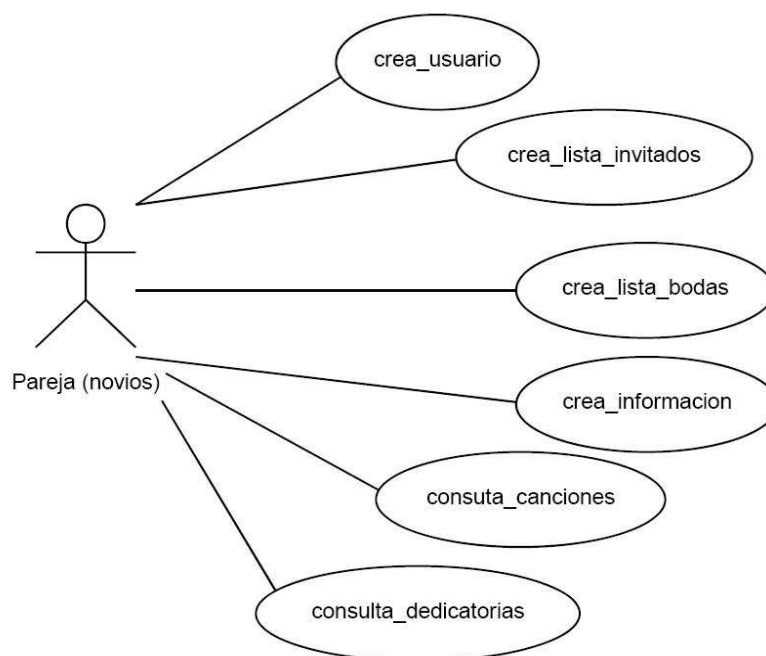 crea_usuario
crea_lista_invitados
crea_lista_bodas
Pareja (novios)
crea_informacion
consuta_canciones
consulta_dedicatorias